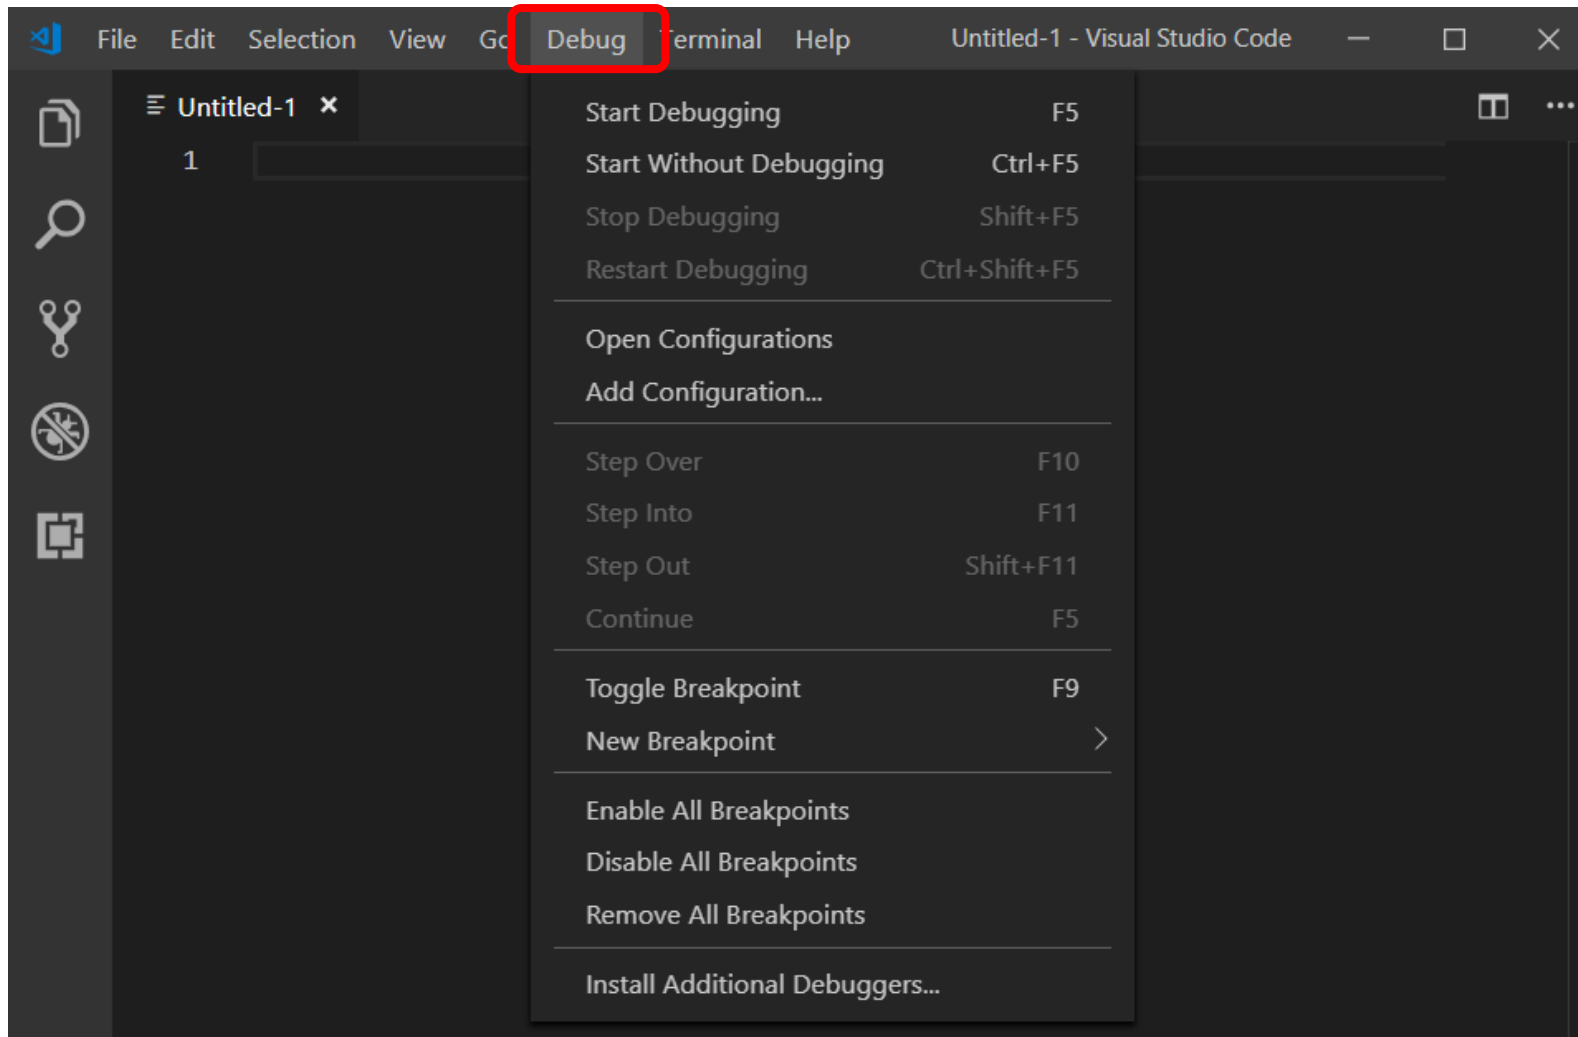 File Edit Selection View Go Debug Terminal Help Untitled-1 - Visual Studio Code
Untitled-1
1
Start Debugging F5
Start Without Debugging Ctrl+F5
Stop Debugging Shift+F5
Restart Debugging Ctrl+Shift+F5
Open Configurations
Add Configuration...
Step Over F10
Step Into F11
Step Out Shift+F11
Continue F5
Toggle Breakpoint F9
New Breakpoint
Enable All Breakpoints
Disable All Breakpoints
Remove All Breakpoints
Install Additional Debuggers...